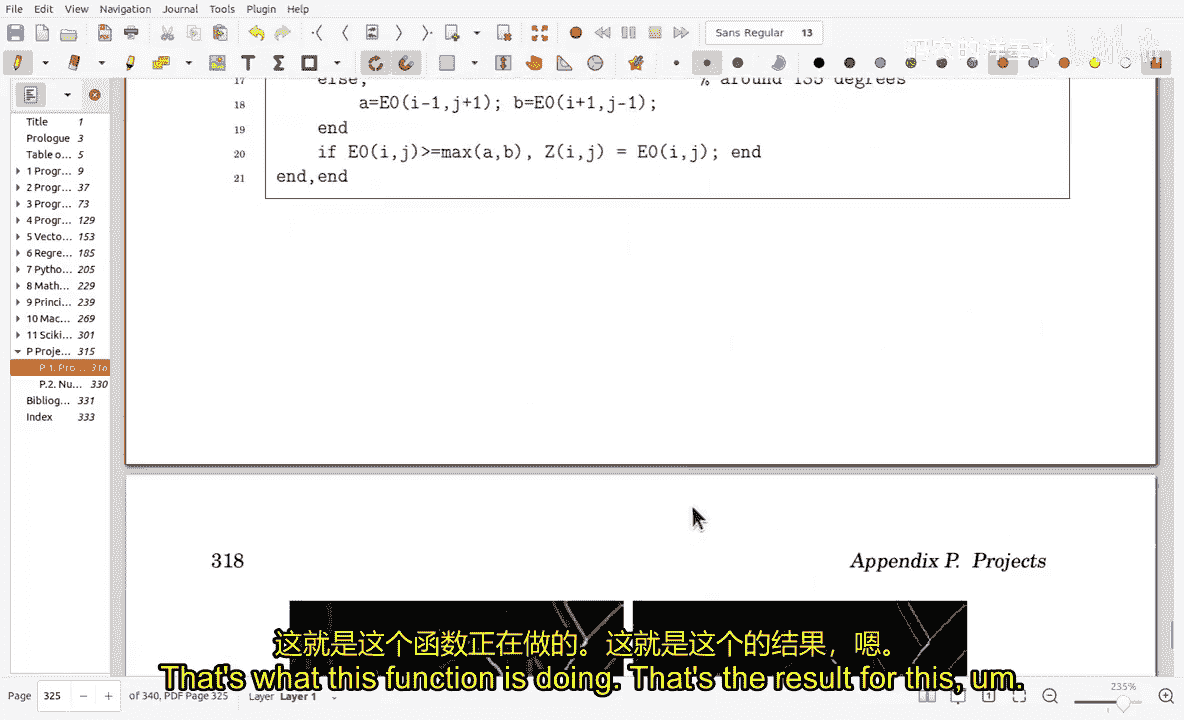 File Edit View Navigation Journal Tools Plugin Help
Sans Regular 13
Title 1
Prologue 3
Table o... 5
1 Progr... 9
2 Progr... 37
3 Progr... 73
4 Progr... 129
5 Vecto... 153
6 Regre... 185
7 Pytho... 205
8 Math... 229
9 Princi... 239
10 Mac... 269
11 Sciki... 301
P Proje... 315
P.1. Pro... 316
P.2. Nu... 330
Bibliog... 331
Index 333
17 else, % around 135 degrees
18 a=E0(i-1,j+1); b=E0(i+1,j-1);
19 end
20 if E0(i,j)>=max(a,b), Z(i,j) = E0(i,j); end
21 end,end
318 Appendix P. Projects
这就是这个函数正在做的。这就是这个的结果，嗯。
That's what this function is doing. That's the result for this, um.
Page 325 − + of 340, PDF Page 325 Layer Layer 1 235%